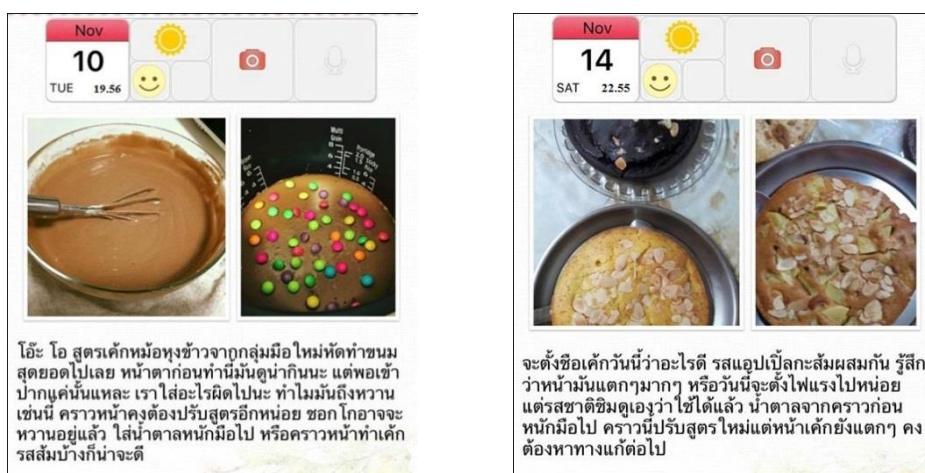 Nov
10
TUE 19.56
Multi
Grain
Porridge
โอ๊ะ โอ สูตรเค้กหม้อหุงข้าวจากกลุ่มมือใหม่หัดทำขนม
สุดยอดไปเลย หน้าตาก่อนทำนี่มันดูน่ากินนะ แต่พอเข้า
ปากแค่นั้นแหละ เราใส่อะไรผิดไปนะ ทำไมมันถึงหวาน
เช่นนี้ คราวหน้าคงต้องปรับสูตรอีกหน่อย ชอกโกอาจจะ
หวานอยู่แล้ว ใส่น้ำตาลหนักมือไป หรือคราวหน้าทำเค้ก
รสส้มบ้างก็น่าจะดี
Nov
14
SAT 22.55
จะตั้งชื่อเค้กวันนี้ว่าอะไรดี รสแอปเปิ้ลกะส้มผสมกัน รู้สึก
ว่าหน้ามันแตกๆมากๆ หรือวันนี้จะตั้งไฟแรงไปหน่อย
แต่รสชาติชิมดูเองว่าใช้ได้แล้ว น้ำตาลจากคราวก่อน
หนักมือไป คราวนี้ปรับสูตรใหม่แต่หน้าเค้กยังแตกๆ คง
ต้องหาทางแก้ต่อไป